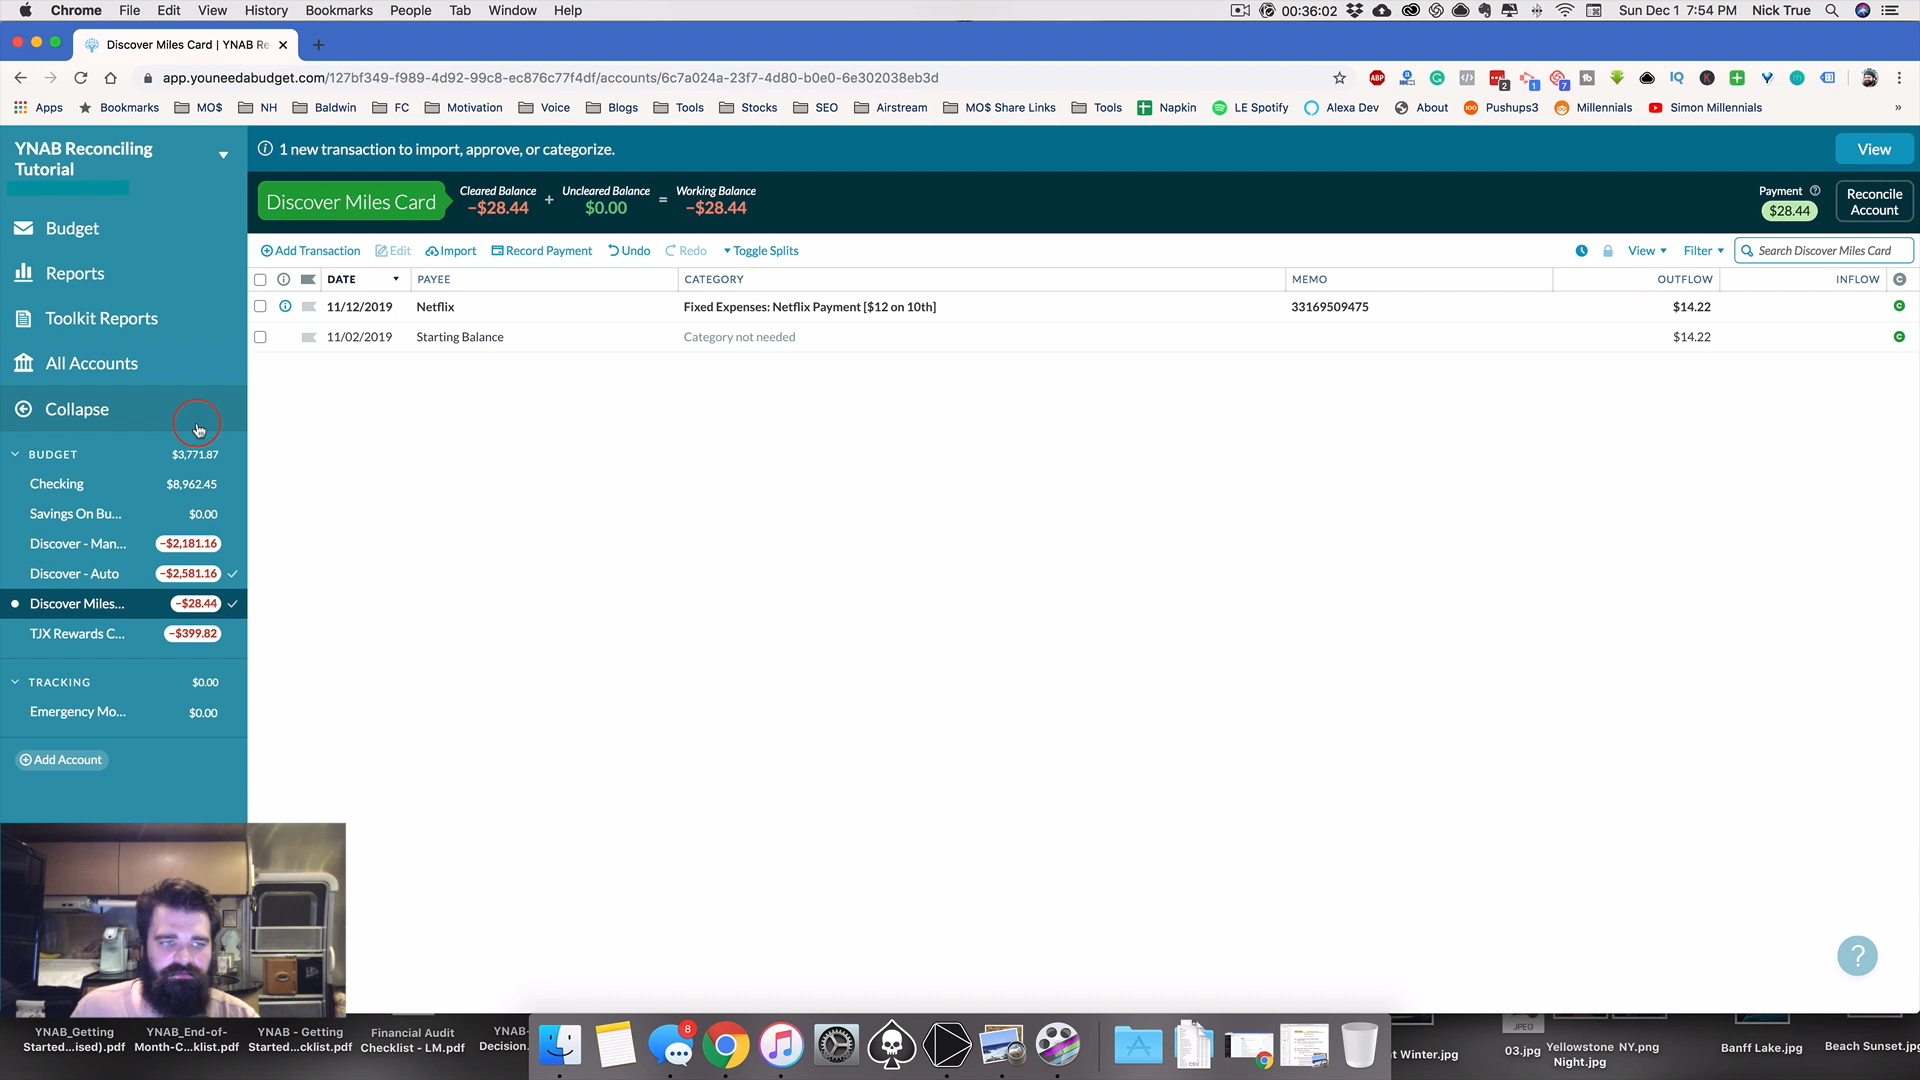 Chrome File Edit View History Bookmarks People Tab Window Help 00:36:02 Sun Dec 1 7:54 PM Nick True
Discover Miles Card | YNAB Re
app.youneedabudget.com/127bf349-f989-4d92-99c8-ec876c77f4df/accounts/6c7a024a-23f7-4d80-b0e0-6e302038eb3d
ABP IQ 2 1 7
Apps Bookmarks MO$ NH Baldwin FC Motivation Voice Blogs Tools Stocks SEO Airstream MO$ Share Links Tools Napkin LE Spotify Alexa Dev About Pushups3 Millennials Simon Millennials »
YNAB Reconciling
Tutorial
Budget
Reports
Toolkit Reports
All Accounts
Collapse
BUDGET $3,771.87
Checking $8,962.45
Savings On Bu... $0.00
Discover - Man... -$2,181.16
Discover - Auto -$2,581.16
Discover Miles... -$28.44
TJX Rewards C... -$399.82
TRACKING $0.00
Emergency Mo... $0.00
Add Account
1 new transaction to import, approve, or categorize. View
Discover Miles Card
Cleared Balance
-$28.44
+
Uncleared Balance
$0.00
=
Working Balance
-$28.44
Payment ?
$28.44
Reconcile
Account
Add Transaction Edit Import Record Payment Undo Redo Toggle Splits View Filter Search Discover Miles Card
DATE PAYEE CATEGORY MEMO OUTFLOW INFLOW C
11/12/2019 Netflix Fixed Expenses: Netflix Payment [$12 on 10th] 33169509475 $14.22 C
11/02/2019 Starting Balance Category not needed $14.22 C
?
YNAB_Getting
Started...ised).pdf
YNAB_End-of-
Month-C...klist.pdf
YNAB - Getting
Started...cklist.pdf
Financial Audit
Checklist - LM.pdf
YNAB-
Decision.
8
t Winter.jpg
JPEG
03.jpg
Yellowstone
Night.jpg
NY.png
Banff Lake.jpg
Beach Sunset.jpg